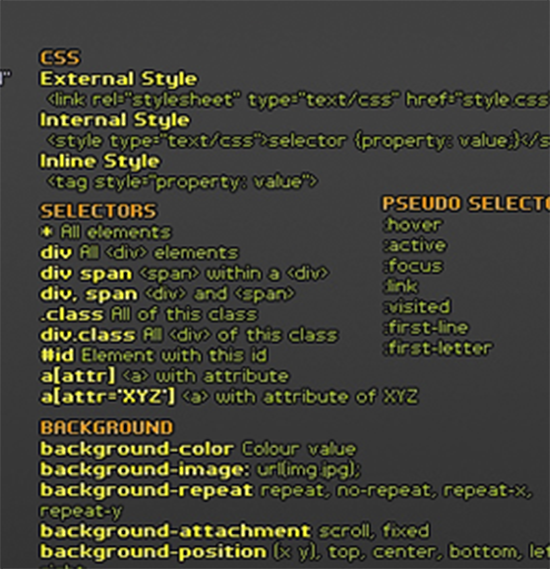 CSS
External Style
<link rel="stylesheet" type="text/css" href="style.css
Internal Style
<style type="text/css">selector {property: value;}</s
Inline Style
<tag style="property: value">
SELECTORS
* All elements
div All <div> elements
div span <span> within a <div>
div, span <div> and <span>
.class All of this class
div.class All <div> of this class
#id Element with this id
a[attr] <a> with attribute
a[attr="XYZ"] <a> with attribute of XYZ
PSEUDO SELECTO
:hover
:active
:focus
:link
:visited
:first-line
:first-letter
BACKGROUND
background-color Colour value
background-image: url(img.jpg);
background-repeat repeat, no-repeat, repeat-x,
repeat-y
background-attachment scroll, fixed
background-position (x y), top, center, bottom, lef